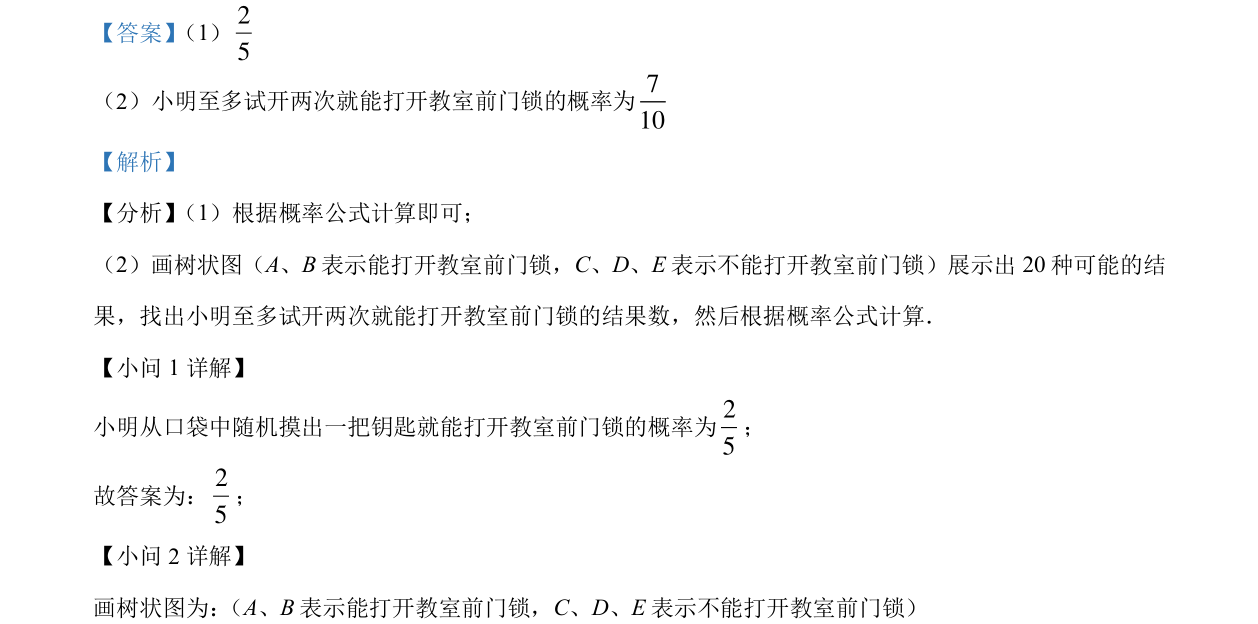 【答案】（1）2/5
（2）小明至多试开两次就能打开教室前门锁的概率为7/10
【解析】
【分析】（1）根据概率公式计算即可；
（2）画树状图（A、B 表示能打开教室前门锁，C、D、E 表示不能打开教室前门锁）展示出 20 种可能的结
果，找出小明至多试开两次就能打开教室前门锁的结果数，然后根据概率公式计算．
【小问 1 详解】
小明从口袋中随机摸出一把钥匙就能打开教室前门锁的概率为2/5；
故答案为：2/5；
【小问 2 详解】
画树状图为：（A、B 表示能打开教室前门锁，C、D、E 表示不能打开教室前门锁）